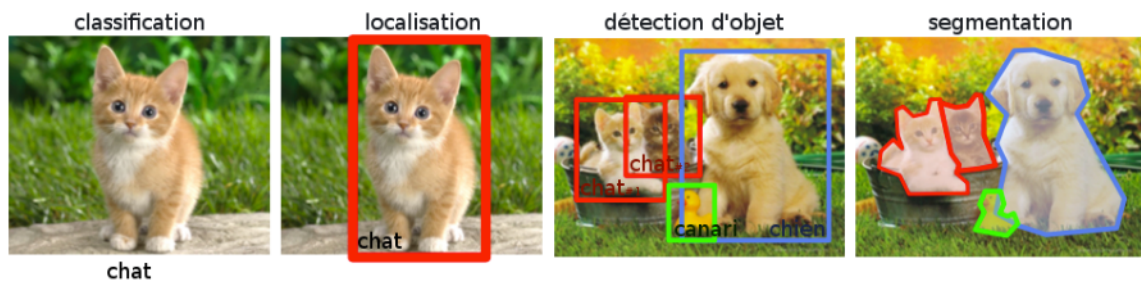 classification
localisation
détection d'objet
segmentation
chat
chat
chat
chat
canari
chien